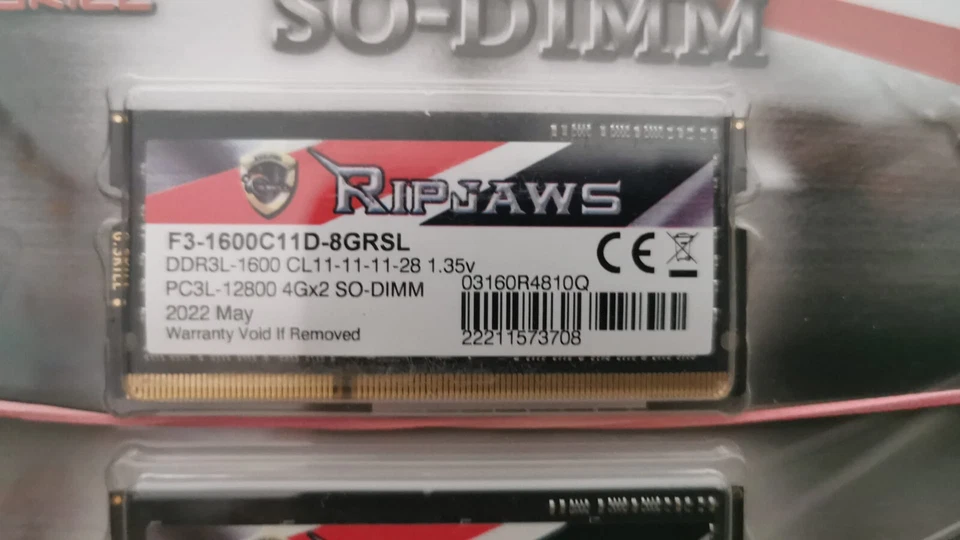 SO-DIMM
RIPJAWS
F3-1600C11D-8GRSL
DDR3L-1600 CL11-11-11-28 1.35v
PC3L-12800 4Gx2 SO-DIMM
03160R4810Q
2022 May
Warranty Void If Removed
22211573708
G.SKILL